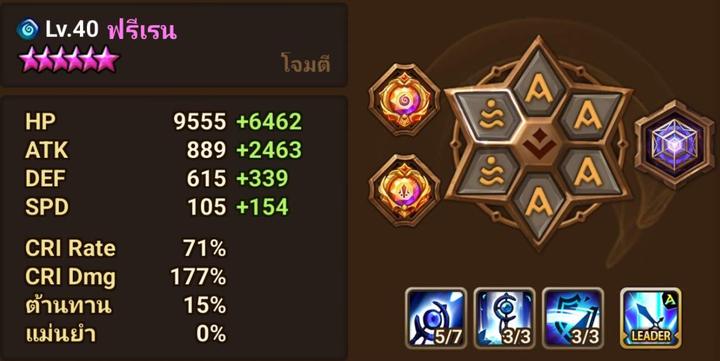 Lv.40 ฟรีเรน
โจมตี
HP 9555 +6462
ATK 889 +2463
DEF 615 +339
SPD 105 +154
CRI Rate 71%
CRI Dmg 177%
ต้านทาน 15%
แม่นยำ 0%
5/7 3/3 3/3 LEADER